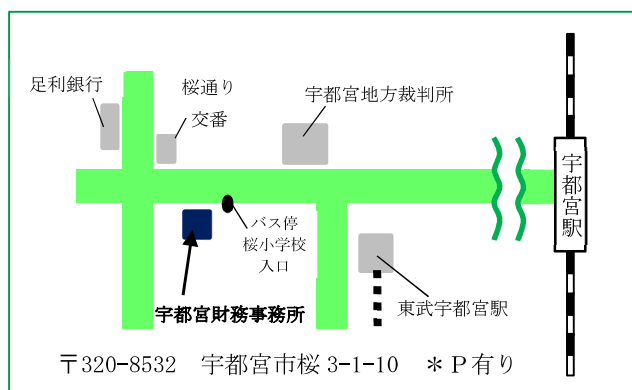 足利銀行
桜通り
交番
宇都宮地方裁判所
宇都宮駅
バス停
桜小学校
入口
宇都宮財務事務所
東武宇都宮駅
〒320-8532　宇都宮市桜 3-1-10　＊P有り